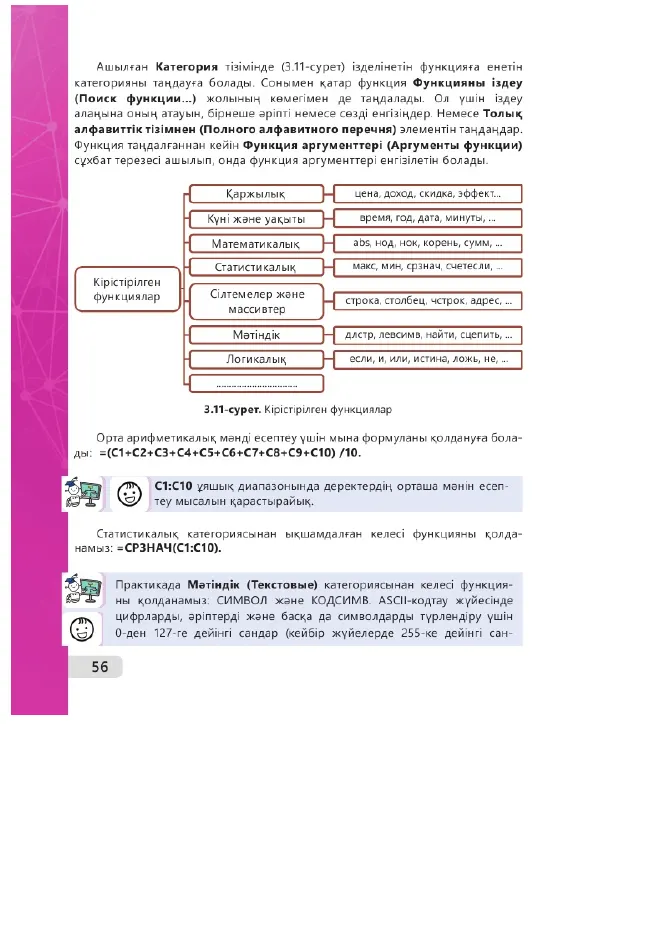 Ашылған Категория тізімінде (3.11-сурет) ізделінетін функцияға енетін
категорияны таңдауға болады. Сонымен қатар функция Функцияны іздеу
(Поиск функции...) жолының көмегімен де таңдалады. Ол үшін іздеу
алаңына оның атауын, бірнеше әріпті немесе сөзді енгізіңдер. Немесе Толық
алфавиттік тізімнен (Полного алфавитного перечня) элементін таңдаңдар.
Функция таңдалғаннан кейін Функция аргументтері (Аргументы функции)
сұхбат терезесі ашылып, онда функция аргументтері енгізілетін болады.
Кірістірілген
функциялар
Қаржылық
цена, доход, скидка, эффект...
Күні және уақыты
время, год, дата, минуты, ...
Математикалық
abs, нод, нок, корень, сумм, ...
Статистикалық
макс, мин, срзнач, счетесли, ...
Сілтемелер және
массивтер
строка, столбец, чстрок, адрес, ...
Мәтіндік
длстр, левсимв, найти, сцепить, ...
Логикалық
если, и, или, истина, ложь, не, ...
................................
3.11-сурет. Кірістірілген функциялар
Орта арифметикалық мәнді есептеу үшін мына формуланы қолдануға бола-
ды: =(C1+C2+C3+C4+C5+C6+C7+C8+C9+C10) /10.
C1:C10 ұяшық диапазонында деректердің орташа мәнін есеп-
теу мысалын қарастырайық.
Статистикалық категориясынан ықшамдалған келесі функцияны қолда-
намыз: =СРЗНАЧ(C1:C10).
Практикада Мәтіндік (Текстовые) категориясынан келесі функция-
ны қолданамыз: СИМВОЛ және КОДСИМВ. ASCII-кодтау жүйесінде
цифрларды, әріптерді және басқа да символдарды түрлендіру үшін
0-ден 127-ге дейінгі сандар (кейбір жүйелерде 255-ке дейінгі сан-
56